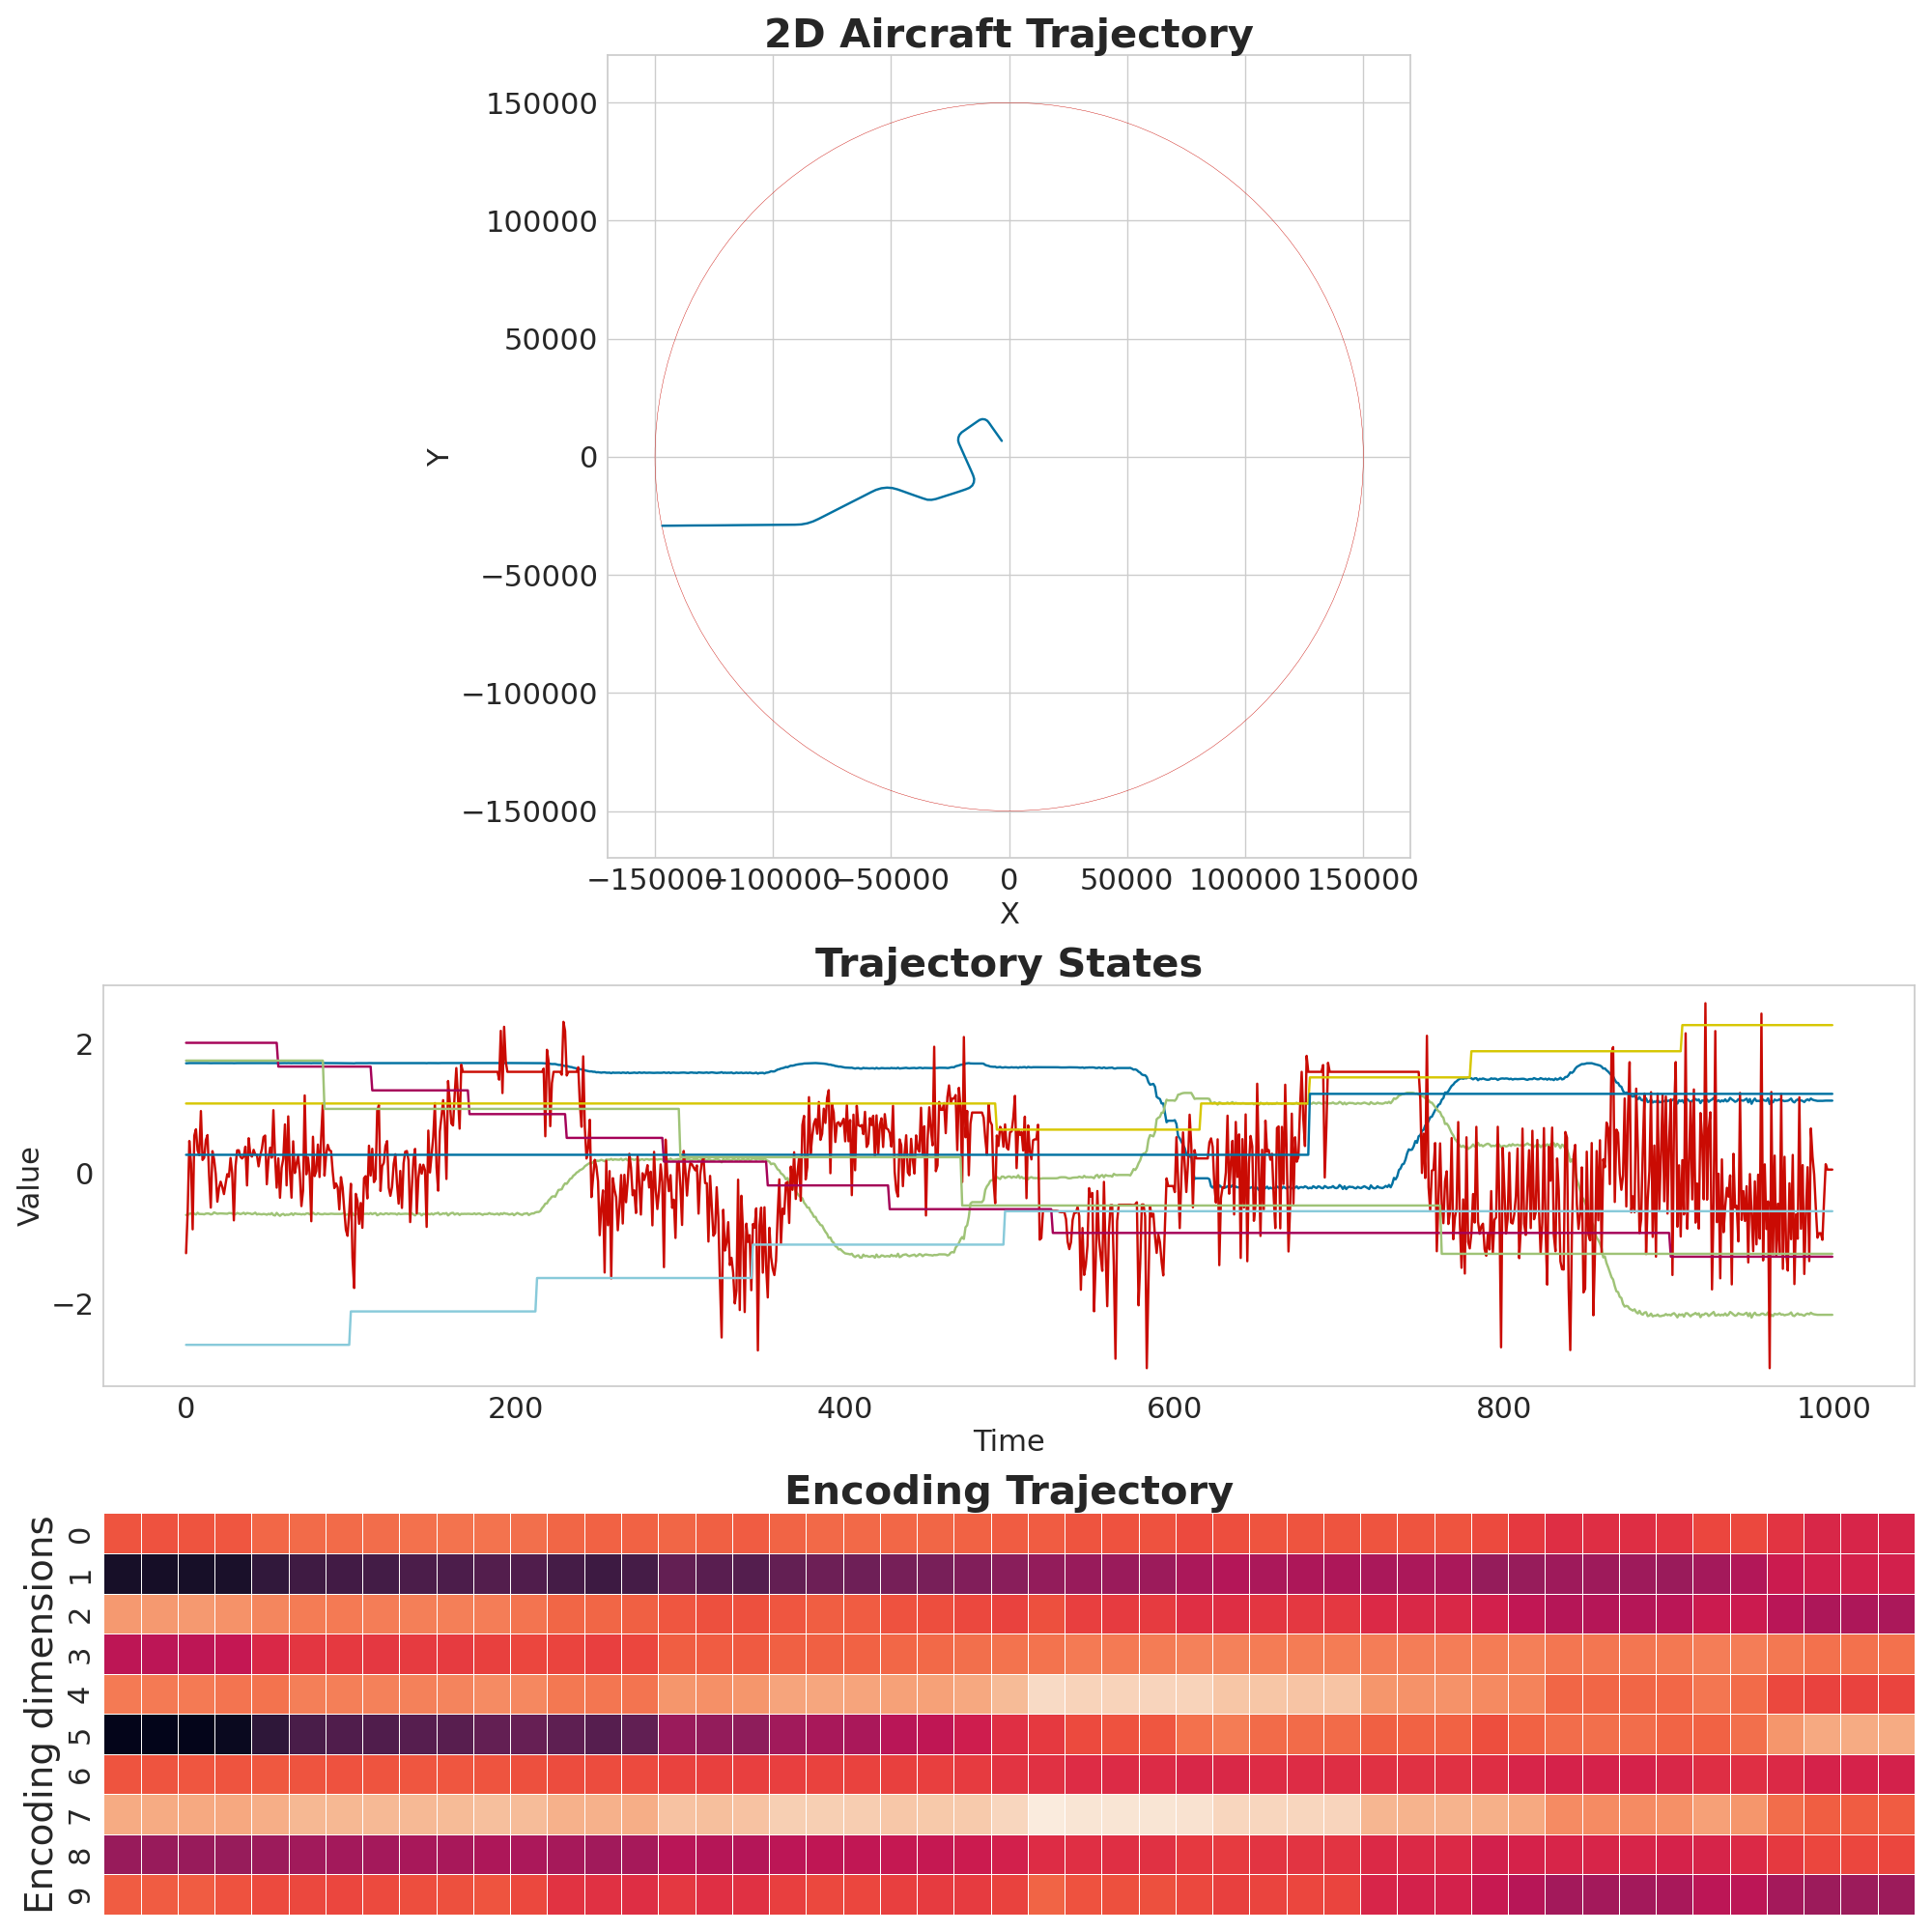 2D Aircraft Trajectory
150000
100000
50000
0
−50000
−100000
−150000
Y
−150000 −100000 −50000 0 50000 100000 150000
X
Trajectory States
2
0
−2
Value
0 200 400 600 800 1000
Time
Encoding Trajectory
0
1
2
3
4
5
6
7
8
9
Encoding dimensions